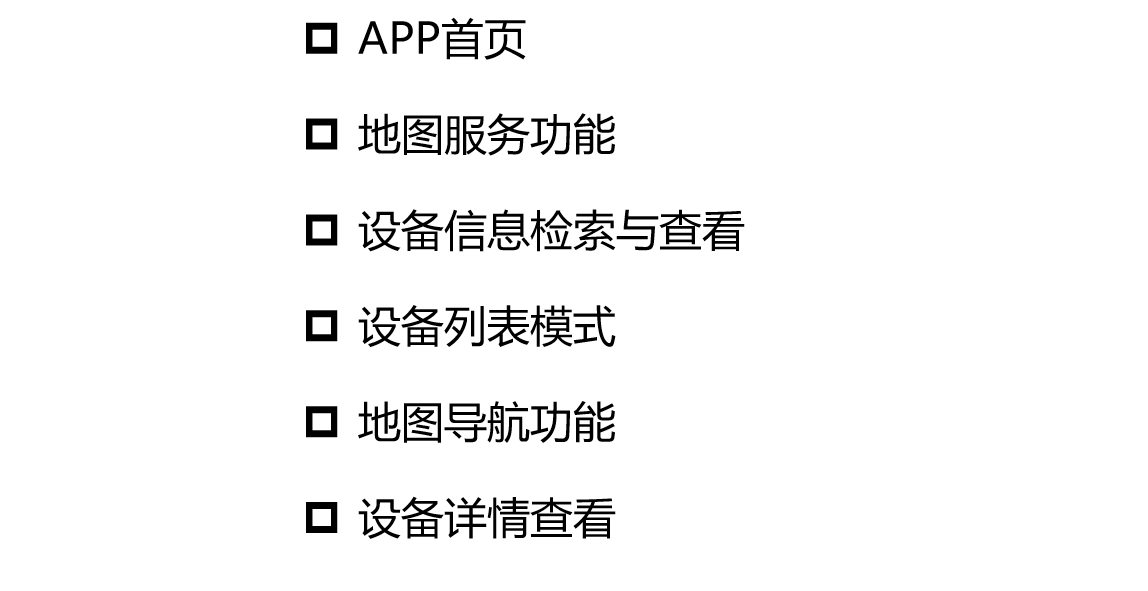 APP首页
地图服务功能
设备信息检索与查看
设备列表模式
地图导航功能
设备详情查看